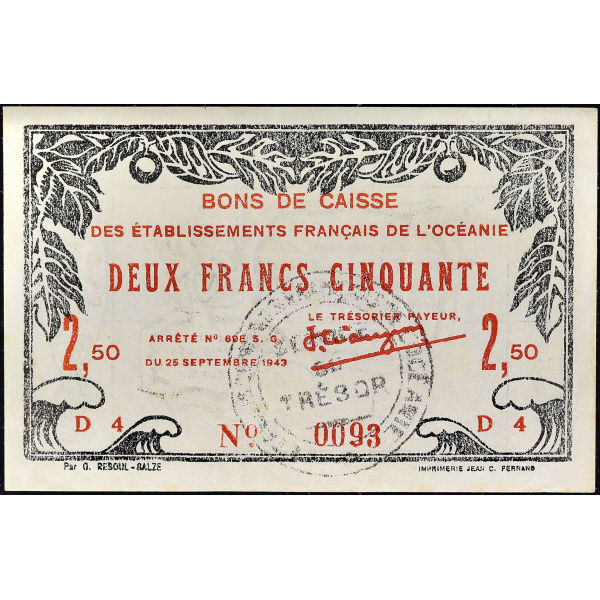 BONS DE CAISSE
DES ÉTABLISSEMENTS FRANÇAIS DE L'OCÉANIE
DEUX FRANCS CINQUANTE
LE TRÉSORIER PAYEUR,
2,50
ARRÊTÉ Nº 698 S. G.
DU 25 SEPTEMBRE 1943
2,50
TRÉSOR
D 4
Nº 0093
D 4
Par G. REBOUL-SALZE
IMPRIMERIE JEAN C. FERRAND